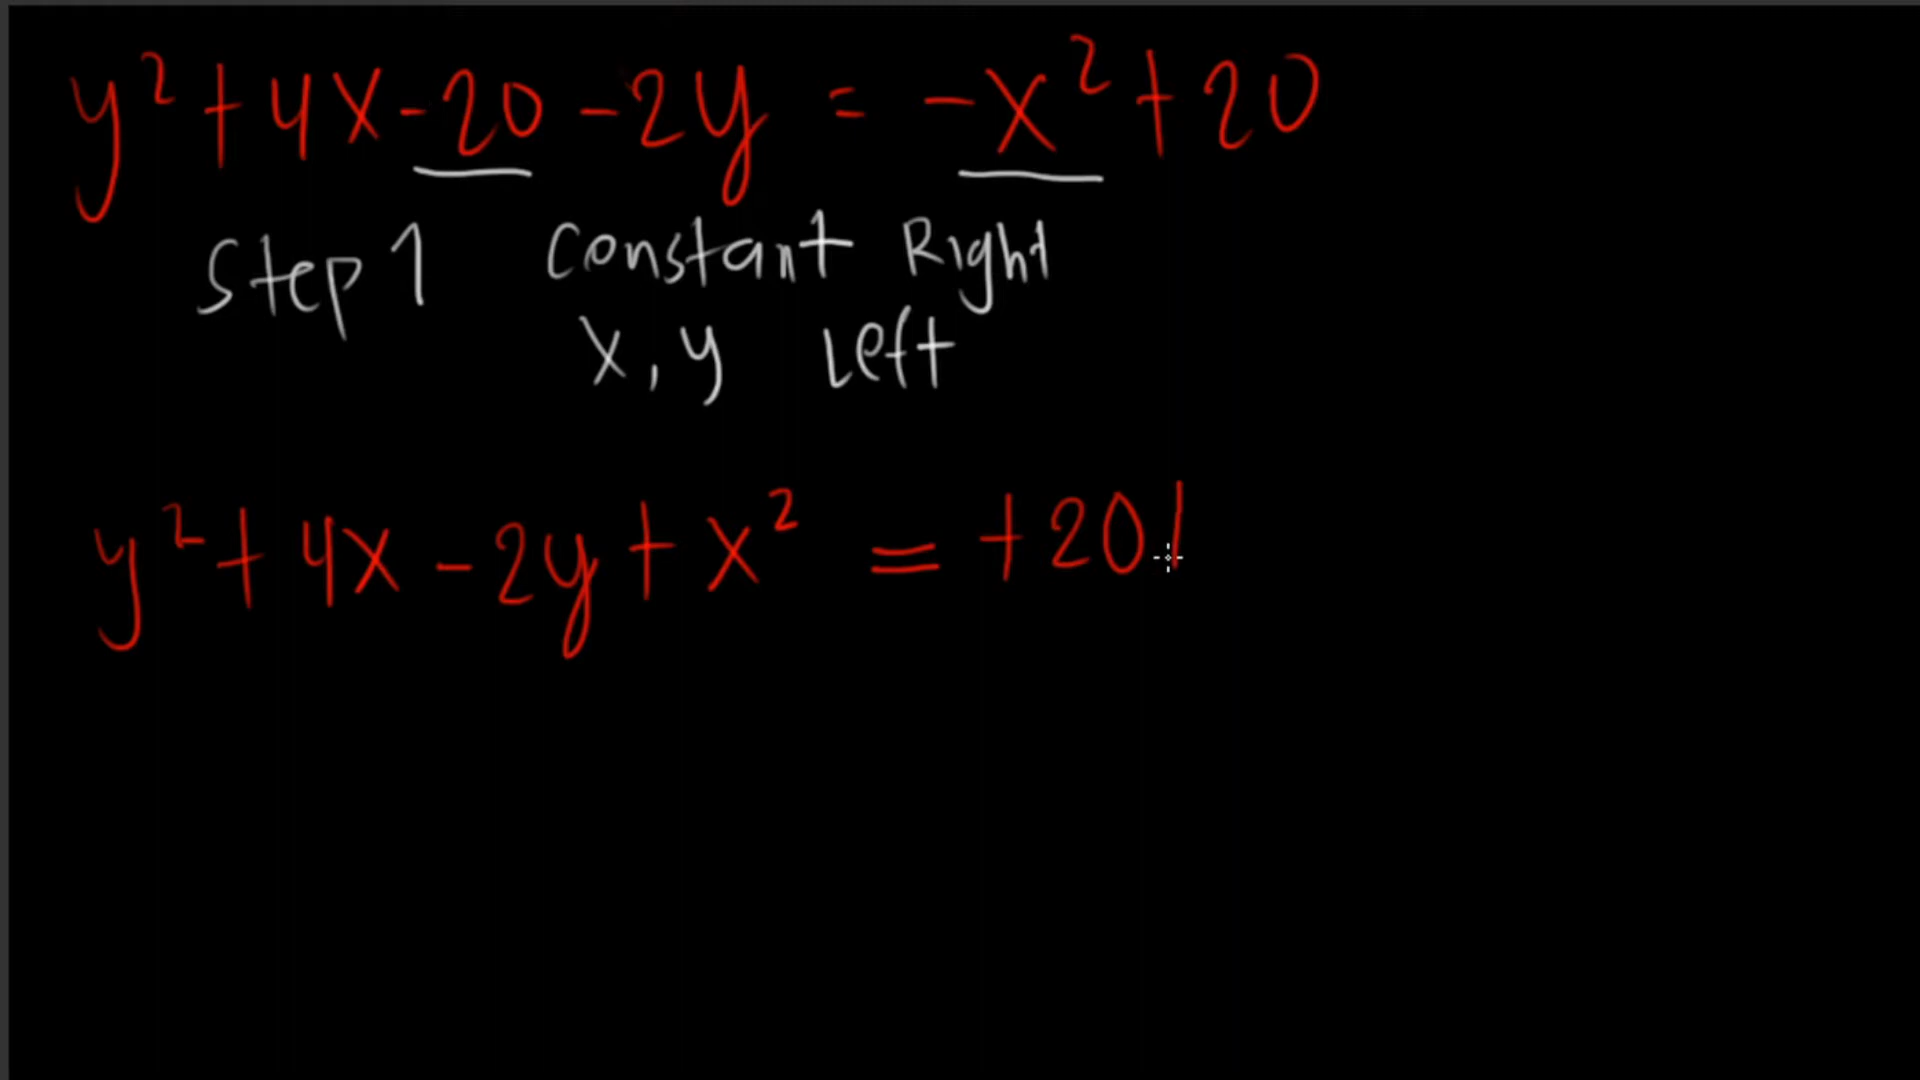 y² + 4x - 20 - 2y = -x² + 20
Step 1 Constant Right
x, y Left
y² + 4x - 2y + x² = +20